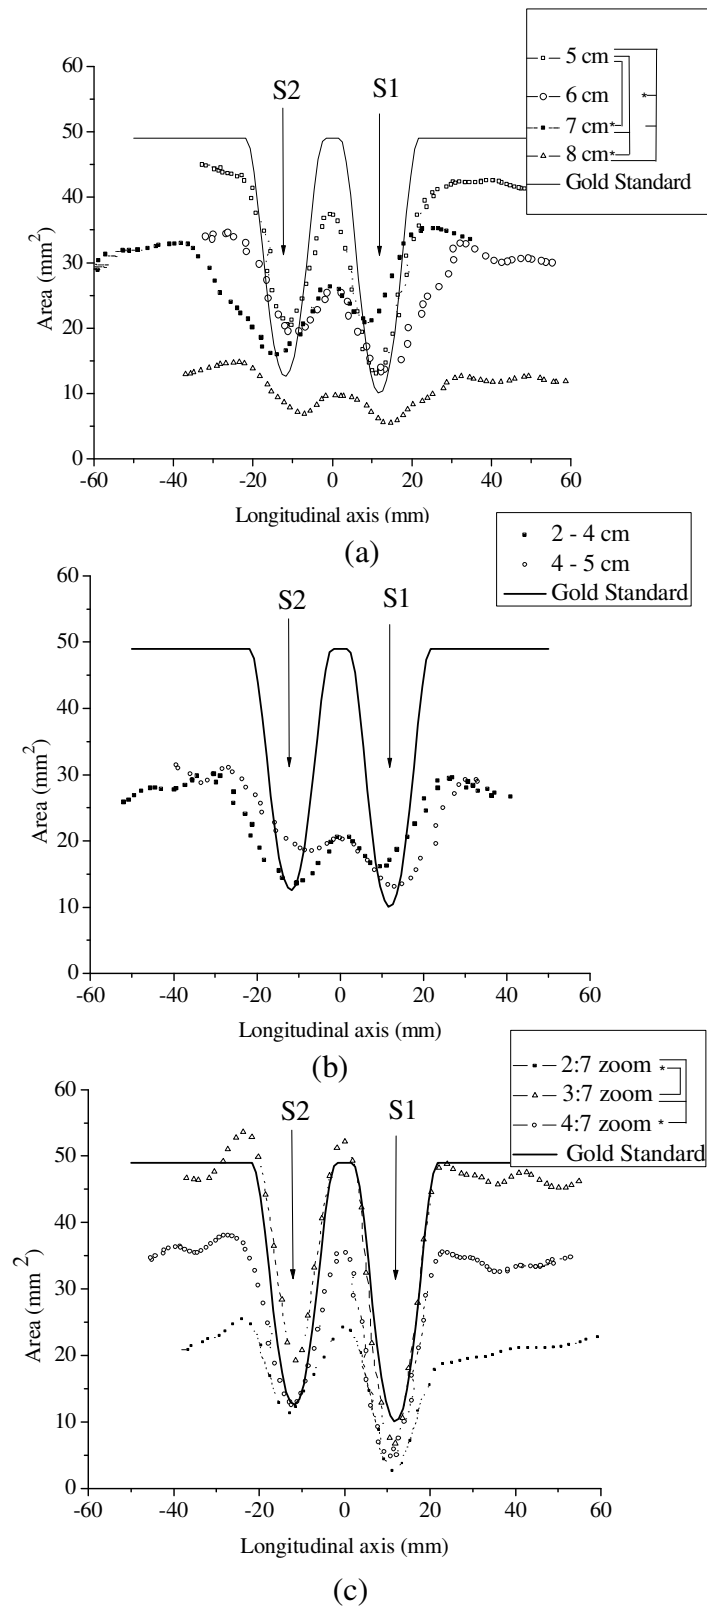 5 cm
6 cm
7 cm*
8 cm*
Gold Standard
*
S2
S1
60
50
40
30
20
10
0
Area (mm²)
-60
-40
-20
0
20
40
60
Longitudinal axis (mm)
(a)
2 - 4 cm
4 - 5 cm
Gold Standard
S2
S1
60
50
40
30
20
10
0
Area (mm²)
-60
-40
-20
0
20
40
60
Longitudinal axis (mm)
(b)
2:7 zoom
3:7 zoom
4:7 zoom
Gold Standard
*
*
S2
S1
60
50
40
30
20
10
0
Area (mm²)
-60
-40
-20
0
20
40
60
Longitudinal axis (mm)
(c)